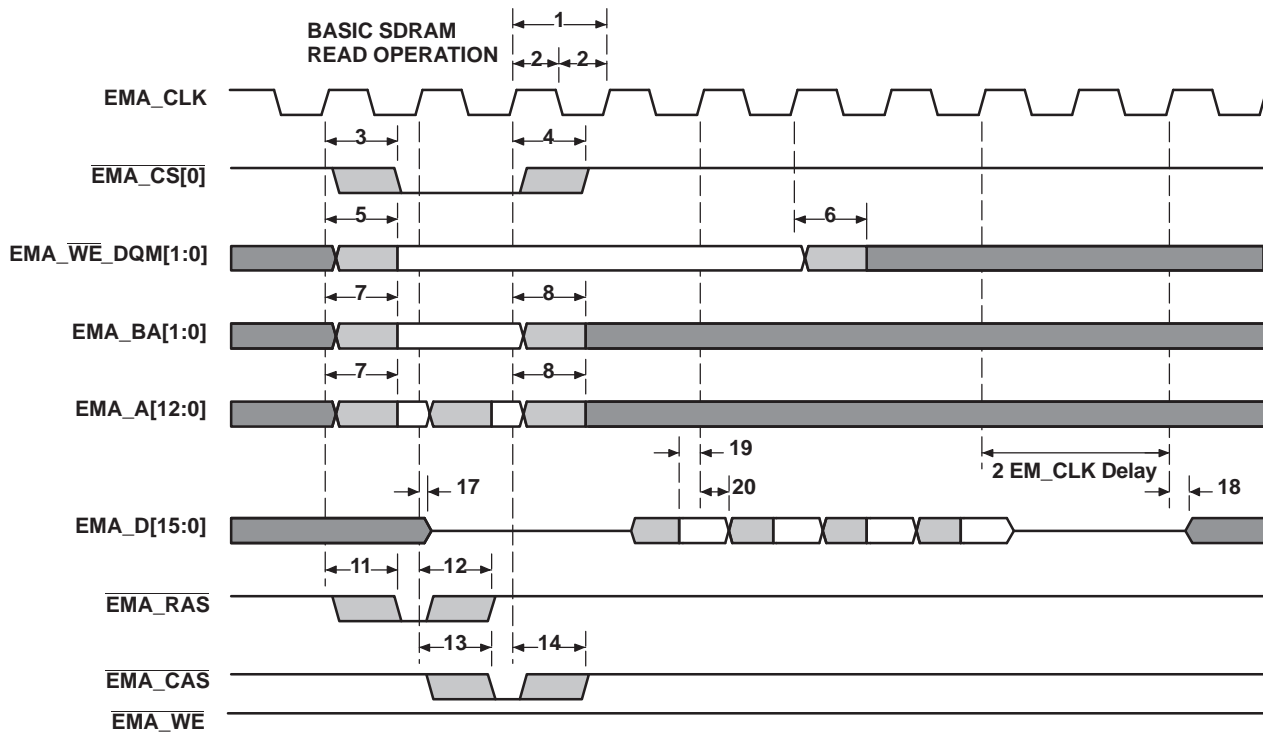 BASIC SDRAM
READ OPERATION
1
2 2
EMA_CLK
3 4
EMA_CS[0]
5 6
EMA_WE_DQM[1:0]
7 8
EMA_BA[1:0]
7 8
EMA_A[12:0]
19
2 EM_CLK Delay
17 20 18
EMA_D[15:0]
11 12
EMA_RAS
13 14
EMA_CAS
EMA_WE